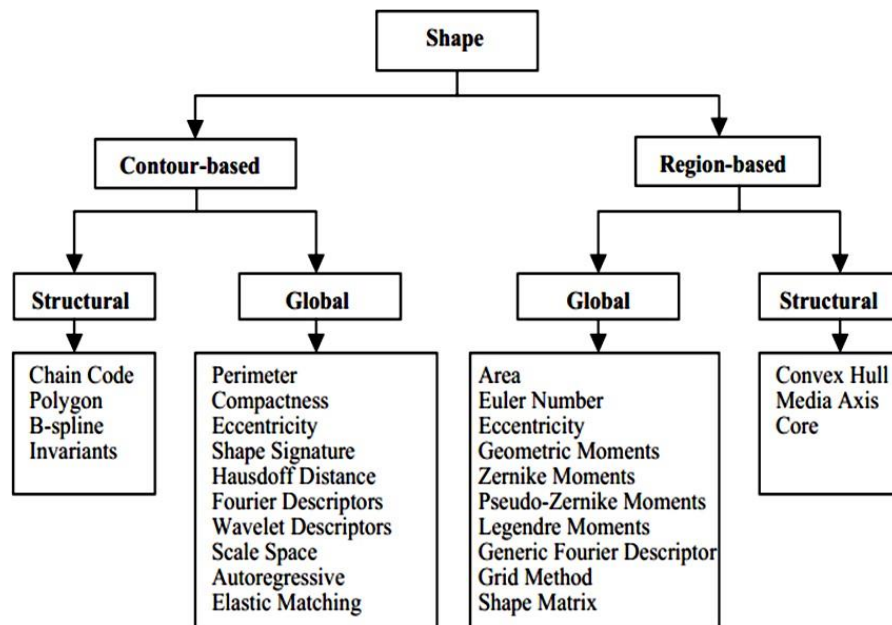 Shape
Contour-based
Region-based
Structural
Global
Global
Structural
Chain Code
Polygon
B-spline
Invariants
Perimeter
Compactness
Eccentricity
Shape Signature
Hausdoff Distance
Fourier Descriptors
Wavelet Descriptors
Scale Space
Autoregressive
Elastic Matching
Area
Euler Number
Eccentricity
Geometric Moments
Zernike Moments
Pseudo-Zernike Moments
Legendre Moments
Generic Fourier Descriptor
Grid Method
Shape Matrix
Convex Hull
Media Axis
Core